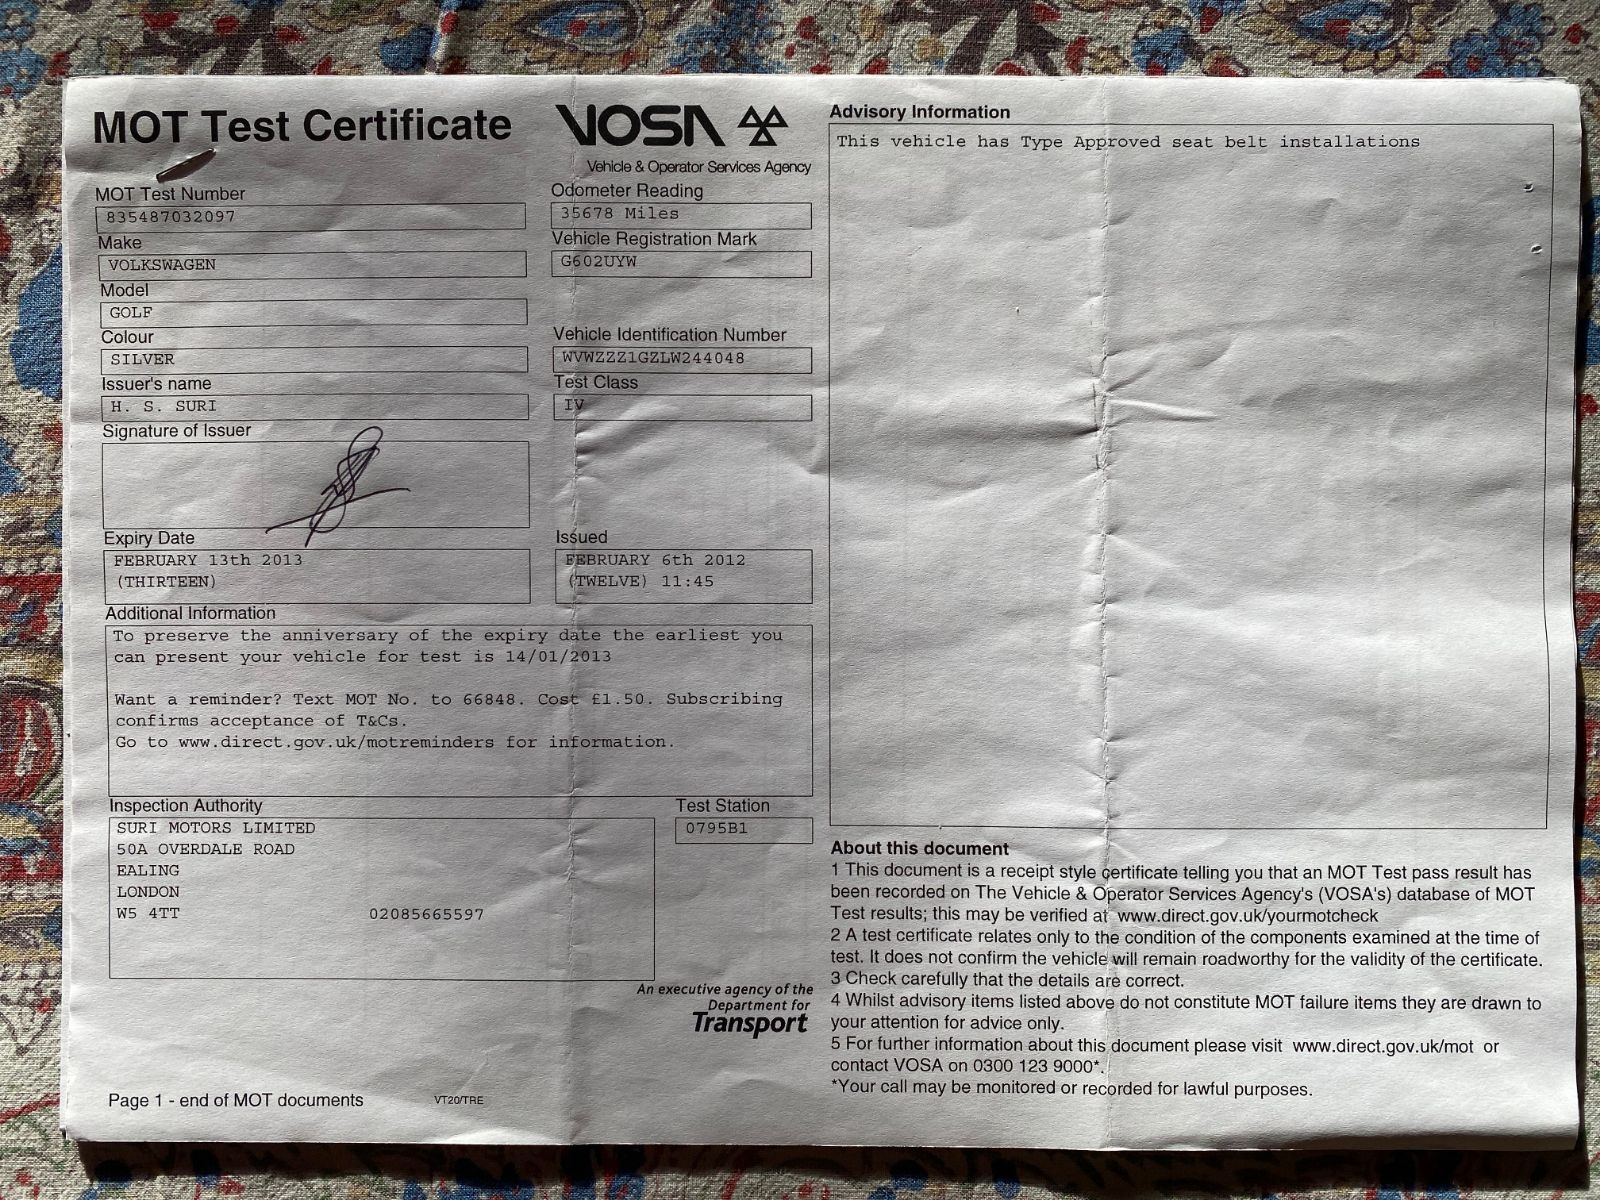 MOT Test Certificate
VOSA
Vehicle & Operator Services Agency
MOT Test Number
835487032097
Odometer Reading
35678 Miles
Make
VOLKSWAGEN
Vehicle Registration Mark
G602UYW
Model
GOLF
Colour
SILVER
Vehicle Identification Number
WVWZZZ1GZLW244048
Issuer's name
H. S. SURI
Test Class
IV
Signature of Issuer
Expiry Date
FEBRUARY 13th 2013
(THIRTEEN)
Issued
FEBRUARY 6th 2012
(TWELVE) 11:45
Additional Information
To preserve the anniversary of the expiry date the earliest you
can present your vehicle for test is 14/01/2013
Want a reminder? Text MOT No. to 66848. Cost £1.50. Subscribing
confirms acceptance of T&Cs.
Go to www.direct.gov.uk/motreminders for information.
Inspection Authority
SURI MOTORS LIMITED
50A OVERDALE ROAD
EALING
LONDON
W5 4TT 02085665597
Test Station
0795B1
An executive agency of the
Department for
Transport
Page 1 - end of MOT documents
VT20/TRE
Advisory Information
This vehicle has Type Approved seat belt installations
About this document
1 This document is a receipt style certificate telling you that an MOT Test pass result has
been recorded on The Vehicle & Operator Services Agency's (VOSA's) database of MOT
Test results; this may be verified at www.direct.gov.uk/yourmotcheck
2 A test certificate relates only to the condition of the components examined at the time of
test. It does not confirm the vehicle will remain roadworthy for the validity of the certificate.
3 Check carefully that the details are correct.
4 Whilst advisory items listed above do not constitute MOT failure items they are drawn to
your attention for advice only.
5 For further information about this document please visit www.direct.gov.uk/mot or
contact VOSA on 0300 123 9000*.
*Your call may be monitored or recorded for lawful purposes.